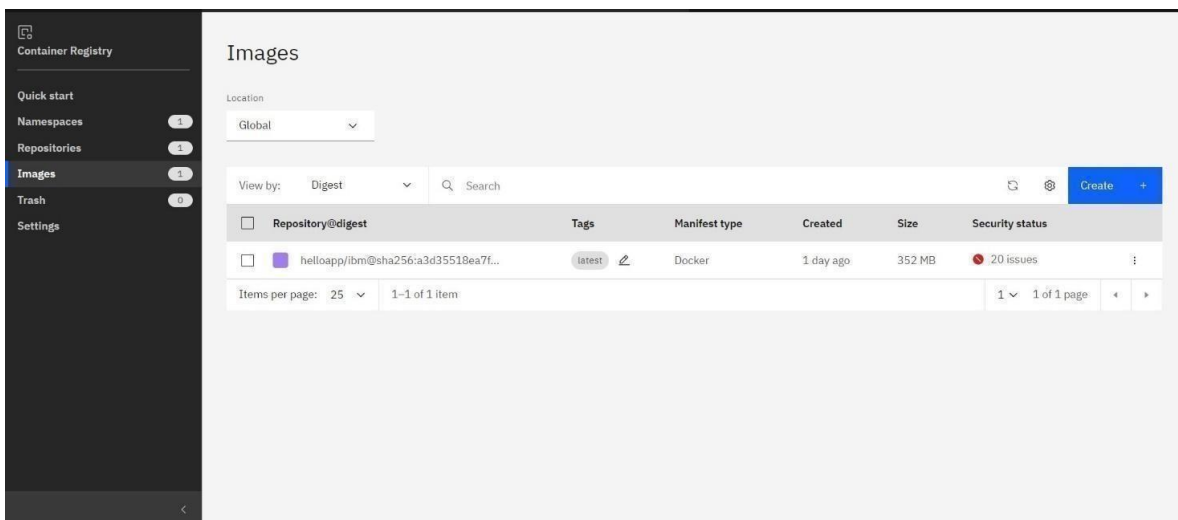 Container Registry
Quick start
Namespaces 1
Repositories 1
Images 1
Trash 0
Settings
Images
Location
Global
View by: Digest Search Create +
Repository@digest Tags Manifest type Created Size Security status
helloapp/ibm@sha256:a3d35518ea7f... latest Docker 1 day ago 352 MB 20 issues
Items per page: 25 1–1 of 1 item 1 1 of 1 page